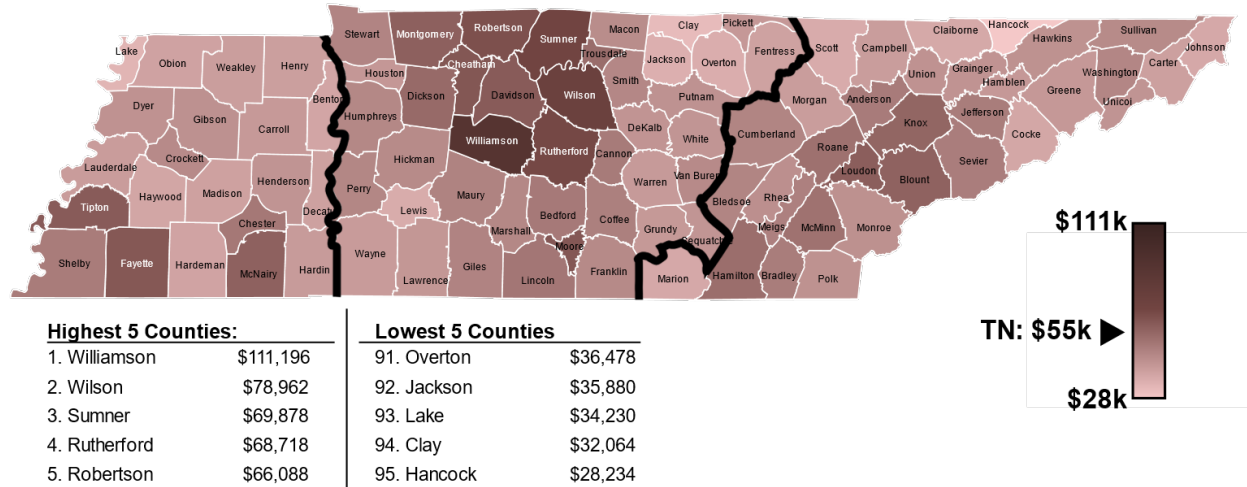 Lake
Obion
Weakley
Henry
Stewart
Montgomery
Robertson
Sumner
Macon
Clay
Pickett
Trousdale
Cheatham
Houston
Dickson
Davidson
Wilson
Smith
Jackson
Overton
Fentress
Scott
Campbell
Claiborne
Hancock
Hawkins
Sullivan
Johnson
Union
Grainger
Hamblen
Washington
Carter
Greene
Unicoi
Benton
Dyer
Gibson
Carroll
Humphreys
Putnam
Morgan
Anderson
Knox
Jefferson
Cocke
Williamson
Rutherford
Cannon
DeKalb
White
Cumberland
Roane
Loudon
Blount
Sevier
Lauderdale
Crockett
Haywood
Madison
Henderson
Decatu
Perry
Hickman
Lewis
Maury
Warren
Van Buren
Bledsoe
Rhea
Meigs
McMinn
Monroe
Tipton
Chester
Marshall
Bedford
Coffee
Grundy
Sequatch
Moore
Shelby
Fayette
Hardeman
McNairy
Hardin
Wayne
Lawrence
Giles
Lincoln
Franklin
Marion
Hamilton
Bradley
Polk
$111k
TN: $55k
$28k
Highest 5 Counties:
1. Williamson $111,196
2. Wilson $78,962
3. Sumner $69,878
4. Rutherford $68,718
5. Robertson $66,088
Lowest 5 Counties
91. Overton $36,478
92. Jackson $35,880
93. Lake $34,230
94. Clay $32,064
95. Hancock $28,234